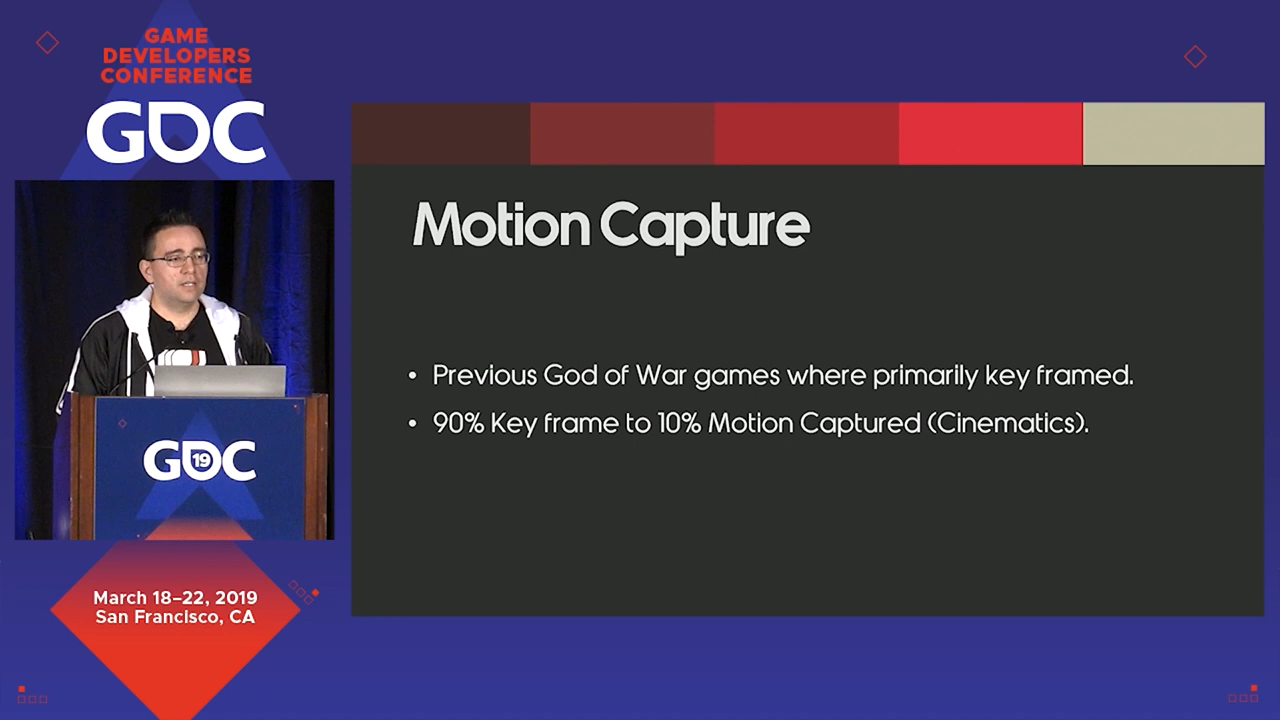 GAME
DEVELOPERS
CONFERENCE
GDC
GDC
19
March 18–22, 2019
San Francisco, CA
Motion Capture
• Previous God of War games where primarily key framed.
• 90% Key frame to 10% Motion Captured (Cinematics).